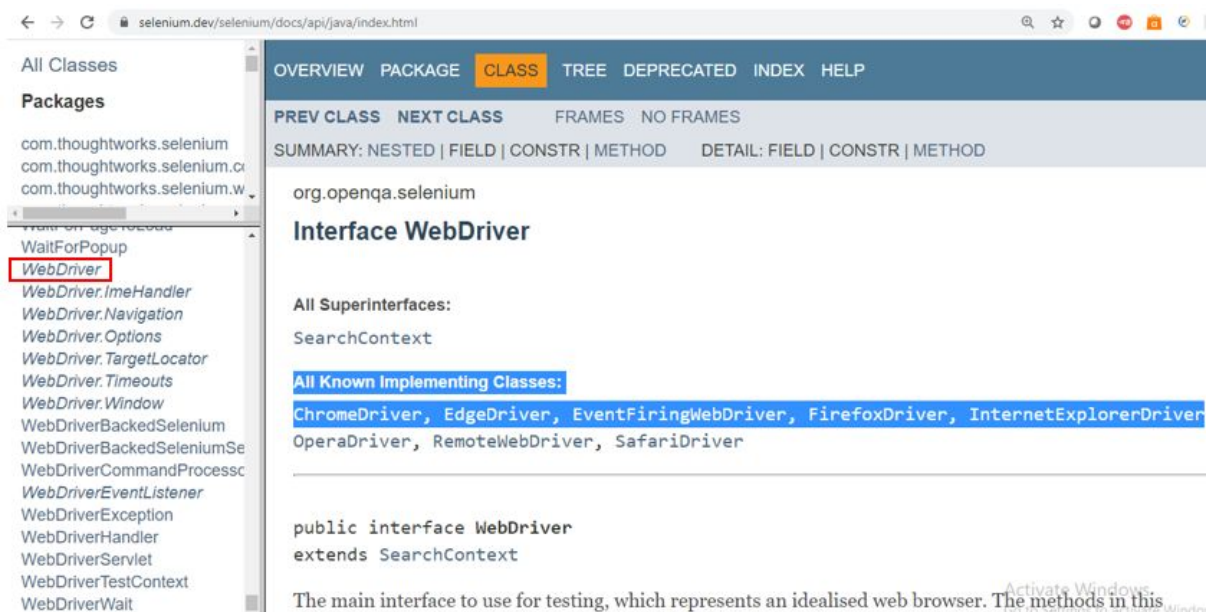 selenium.dev/selenium/docs/api/java/index.html
All Classes
Packages
com.thoughtworks.selenium
com.thoughtworks.selenium.c
com.thoughtworks.selenium.w
WaitForPageToLoad
WaitForPopup
WebDriver
WebDriver.ImeHandler
WebDriver.Navigation
WebDriver.Options
WebDriver.TargetLocator
WebDriver.Timeouts
WebDriver.Window
WebDriverBackedSelenium
WebDriverBackedSeleniumSe
WebDriverCommandProcesso
WebDriverEventListener
WebDriverException
WebDriverHandler
WebDriverServlet
WebDriverTestContext
WebDriverWait
OVERVIEW PACKAGE CLASS TREE DEPRECATED INDEX HELP
PREV CLASS NEXT CLASS FRAMES NO FRAMES
SUMMARY: NESTED | FIELD | CONSTR | METHOD DETAIL: FIELD | CONSTR | METHOD
org.openqa.selenium
Interface WebDriver
All Superinterfaces:
SearchContext
All Known Implementing Classes:
ChromeDriver, EdgeDriver, EventFiringWebDriver, FirefoxDriver, InternetExplorerDriver
OperaDriver, RemoteWebDriver, SafariDriver
public interface WebDriver
extends SearchContext
Activate Windows
The main interface to use for testing, which represents an idealised web browser. The methods in this